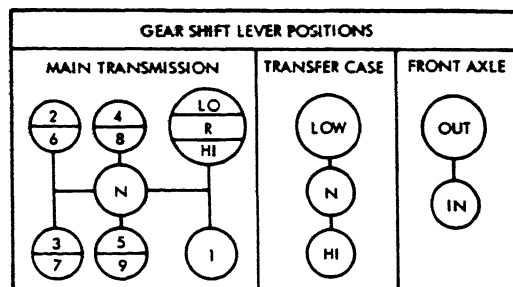 GEAR SHIFT LEVER POSITIONS
MAIN TRANSMISSION
2
6
4
8
LO
R
HI
N
3
7
5
9
1
TRANSFER CASE
LOW
N
HI
FRONT AXLE
OUT
IN